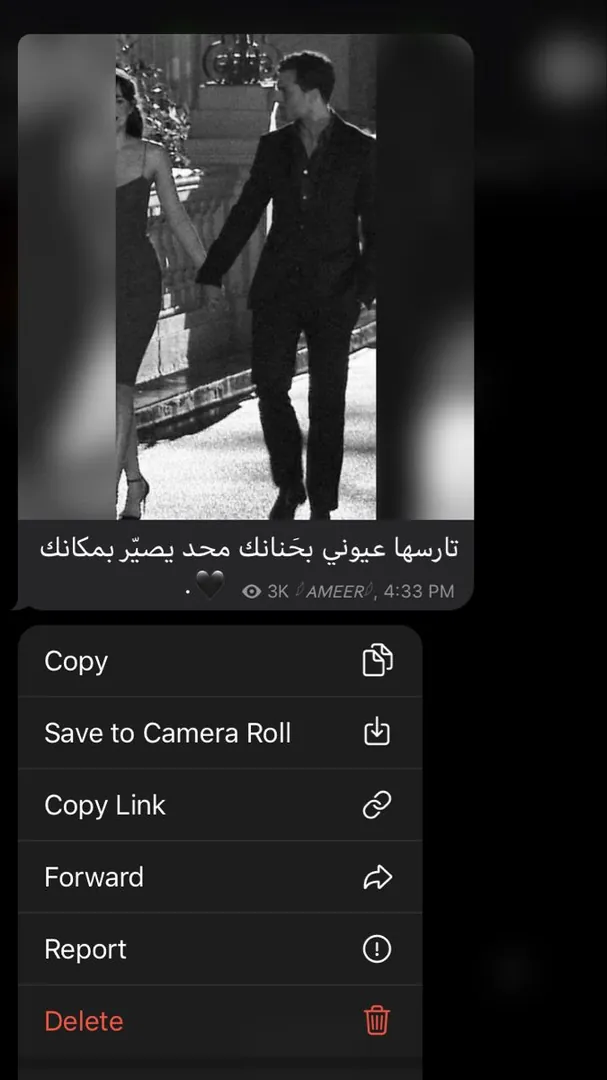 تارسها عيوني بحَنانك محد يصيّر بمكانك
🖤 .
3K AMEER, 4:33 PM
Copy
Save to Camera Roll
Copy Link
Forward
Report
Delete